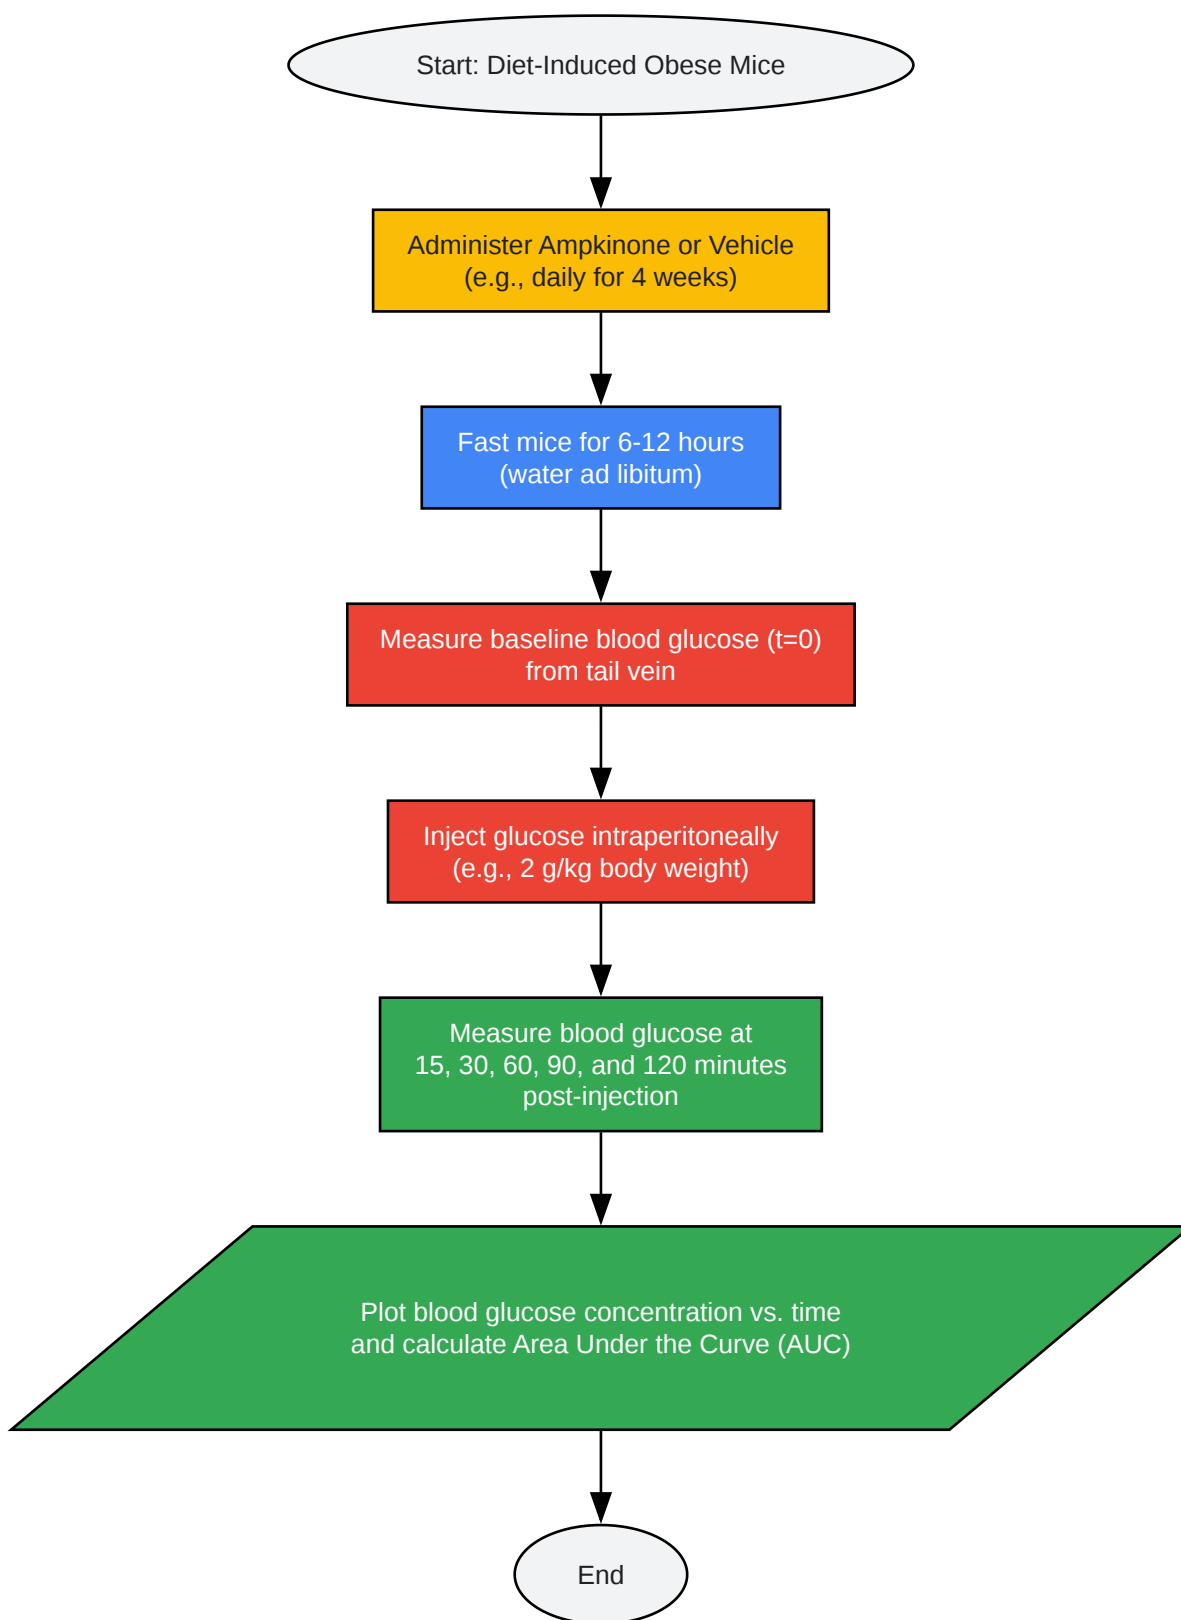 Start: Diet-Induced Obese Mice
Administer Ampkinone or Vehicle
(e.g., daily for 4 weeks)
Fast mice for 6-12 hours
(water ad libitum)
Measure baseline blood glucose (t=0)
from tail vein
Inject glucose intraperitoneally
(e.g., 2 g/kg body weight)
Measure blood glucose at
15, 30, 60, 90, and 120 minutes
post-injection
Plot blood glucose concentration vs. time
and calculate Area Under the Curve (AUC)
End